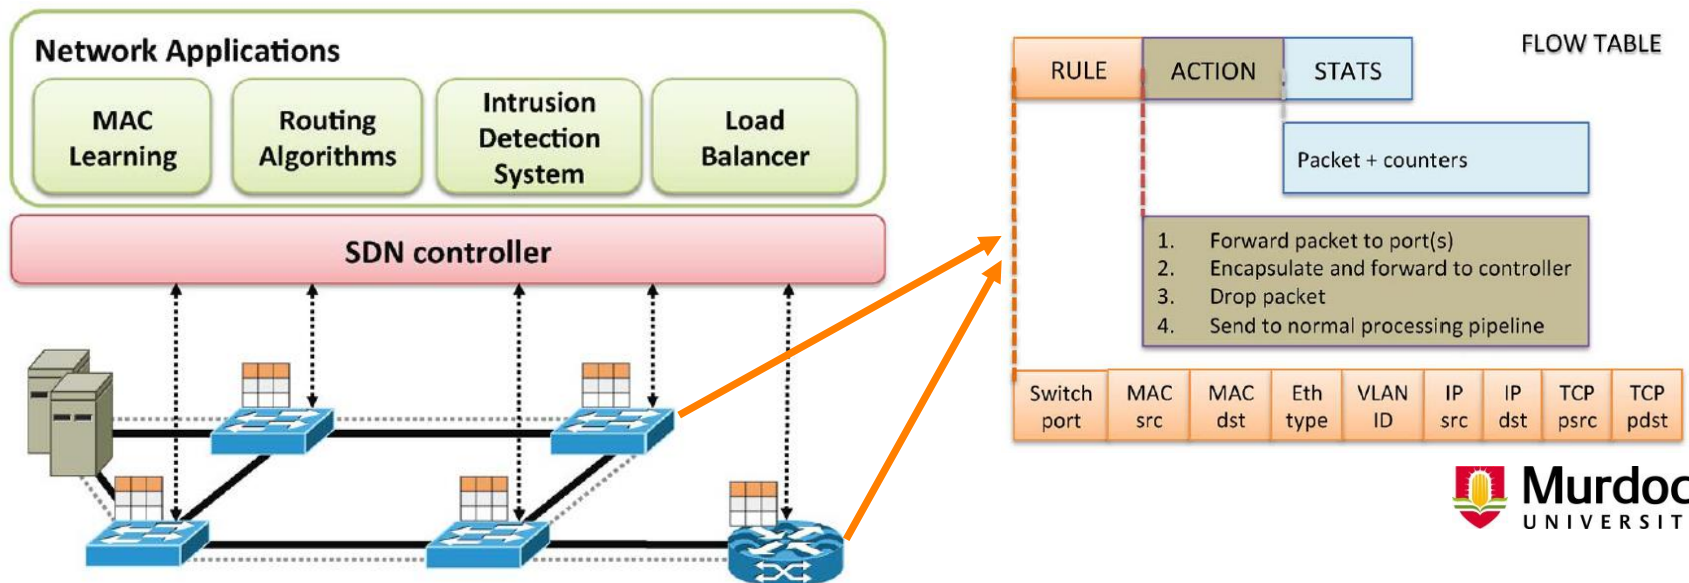 Network Applications
MAC
Learning
Routing
Algorithms
Intrusion
Detection
System
Load
Balancer
SDN controller
FLOW TABLE
RULE
ACTION
STATS
Packet + counters
1. Forward packet to port(s)
2. Encapsulate and forward to controller
3. Drop packet
4. Send to normal processing pipeline
Switch
port
MAC
src
MAC
dst
Eth
type
VLAN
ID
IP
src
IP
dst
TCP
psrc
TCP
pdst
Murdoc
UNIVERSIT